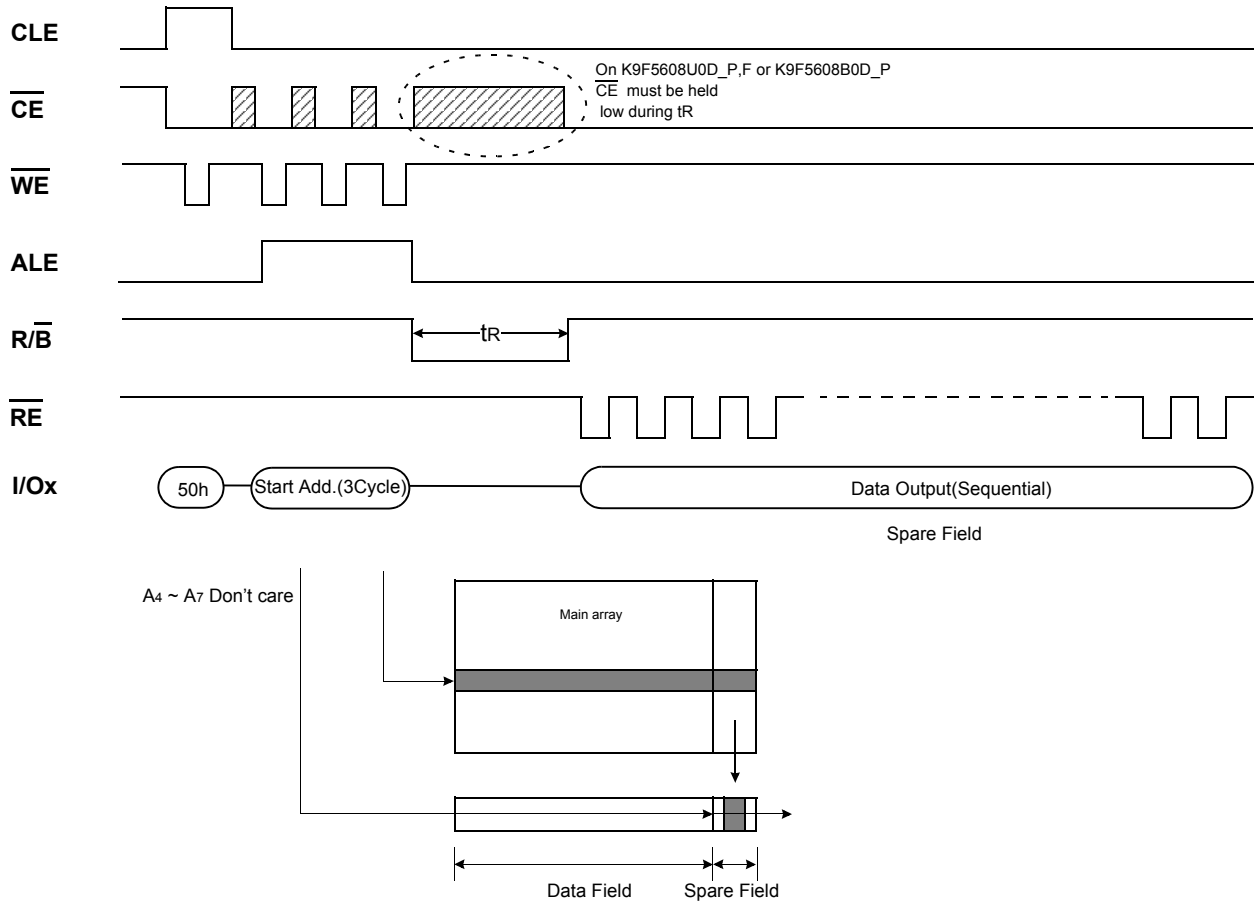 CLE
On K9F5608U0D_P,F or K9F5608B0D_P
CE must be held
low during tR
CE
WE
ALE
R/B
tR
RE
I/Ox
50h
Start Add.(3Cycle)
Data Output(Sequential)
Spare Field
A4 ~ A7 Don't care
Main array
Data Field
Spare Field